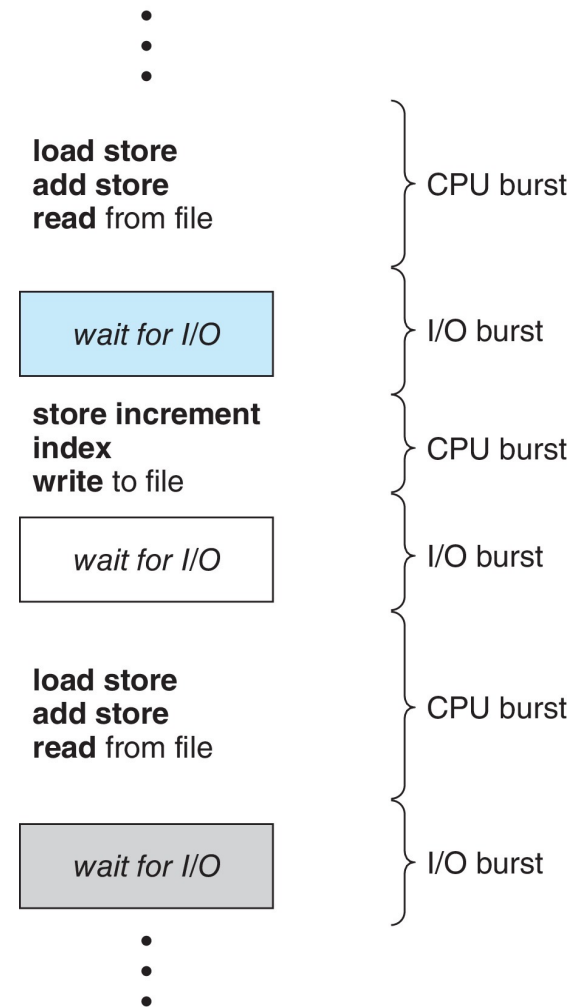 load store
add store
read from file
CPU burst
wait for I/O
I/O burst
store increment
index
write to file
CPU burst
wait for I/O
I/O burst
load store
add store
read from file
CPU burst
wait for I/O
I/O burst